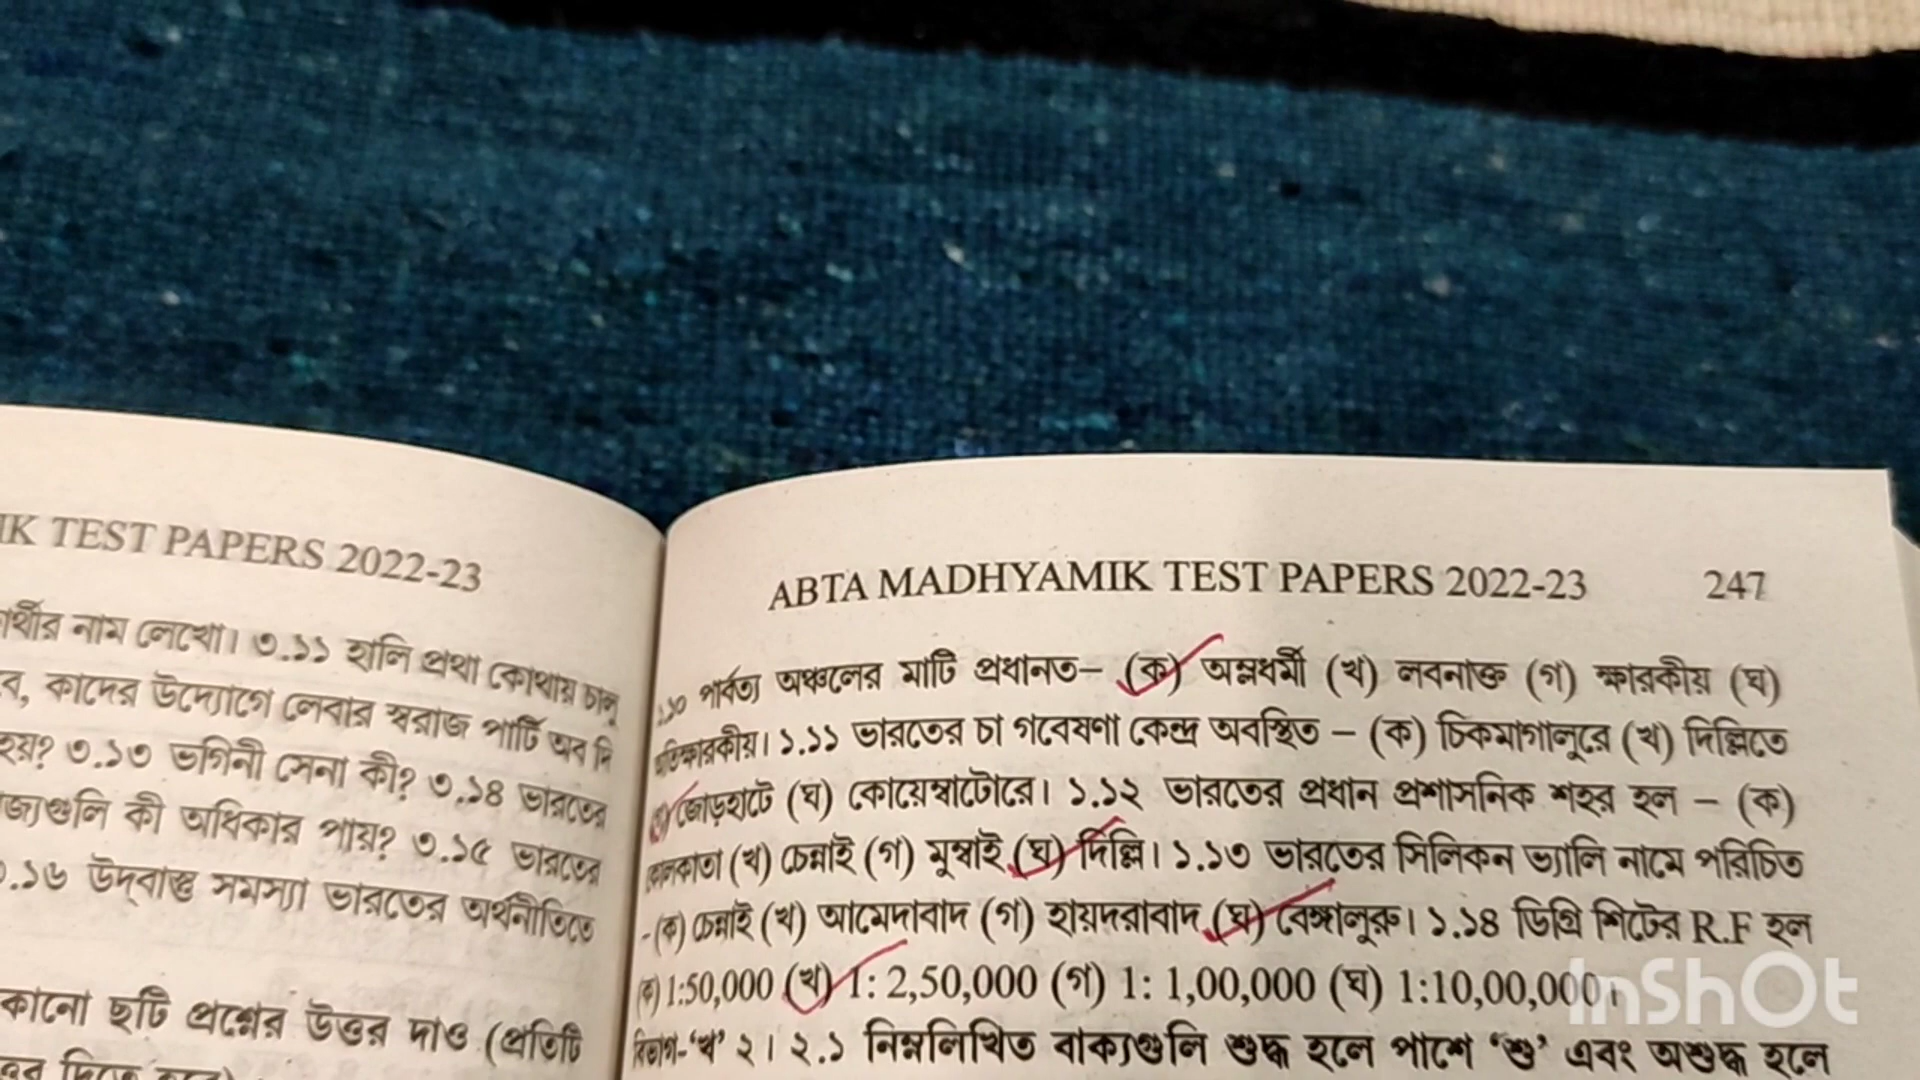 IK TEST PAPERS 2022-23
নাম লেখো। ৩.১১ হালি প্রথা কোথায় চালু
কাদের উদ্যোগে লেবার স্বরাজ পার্টি অব
হয়? ৩.১৩ ভগিনী সেনা কী? ৩.১৪ ভারতের
কী অধিকার পায়? ৩.১৫ ভারতের
৩.১৬ উদ্‌বাস্তু সমস্যা ভারতের অর্থনীতিতে
ছটি প্রশ্নের উত্তর দাও (প্রতিটি
ABTA MADHYAMIK TEST PAPERS 2022-23 247
১.১০ পার্বত্য অঞ্চলের মাটি প্রধানত– (ক) অম্লধর্মী (খ) লবনাক্ত (গ) ক্ষারকীয় (ঘ)
১.১১ ভারতের চা গবেষণা কেন্দ্র অবস্থিত – (ক) চিকমাগালুরে (খ) দিল্লিতে
জোড়হাটে (ঘ) কোয়েম্বাটোরে। ১.১২ ভারতের প্রধান প্রশাসনিক শহর হল – (ক)
কোলকাতা (খ) চেন্নাই (গ) মুম্বাই (ঘ) দিল্লি। ১.১৩ ভারতের সিলিকন ভ্যালি নামে পরিচিত
-(ক) চেন্নাই (খ) আমেদাবাদ (গ) হায়দরাবাদ (ঘ) বেঙ্গালুরু। ১.১৪ ডিগ্রি শিটের R.F হল
(ক) 1:50,000 (খ) 1: 2,50,000 (গ) 1: 1,00,000 (ঘ) 1:10,00,000।
বিভাগ-‘খ’ ২। ২.১ নিম্নলিখিত বাক্যগুলি শুদ্ধ হলে পাশে ‘শু’ এবং অশুদ্ধ হলে
InShOt